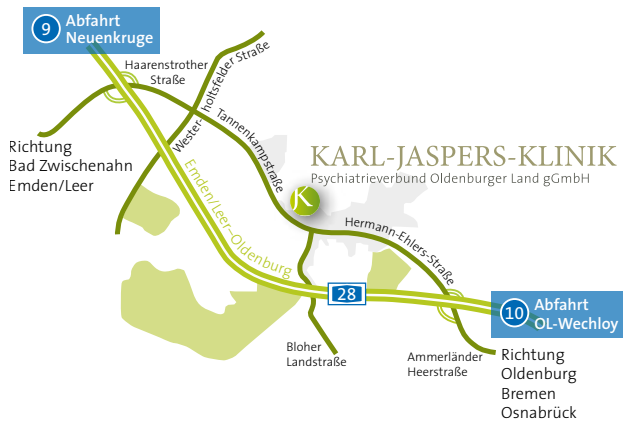 9
Abfahrt
Neuenkruge
Haarenstrother
Straße
Wester-
holtsfelder Straße
Tannenkampstraße
Richtung
Bad Zwischenahn
Emden/Leer
KARL-JASPERS-KLINIK
Psychiatrieverbund Oldenburger Land gGmbH
JK
Hermann-Ehlers-Straße
Emden/Leer–Oldenburg
28
10
Abfahrt
OL-Wechloy
Bloher
Landstraße
Ammerländer
Heerstraße
Richtung
Oldenburg
Bremen
Osnabrück